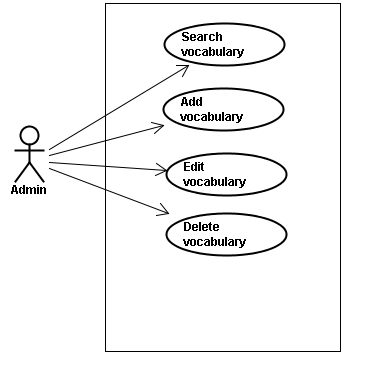 Search
vocabulary
Add
vocabulary
Edit
vocabulary
Admin
Delete
vocabulary